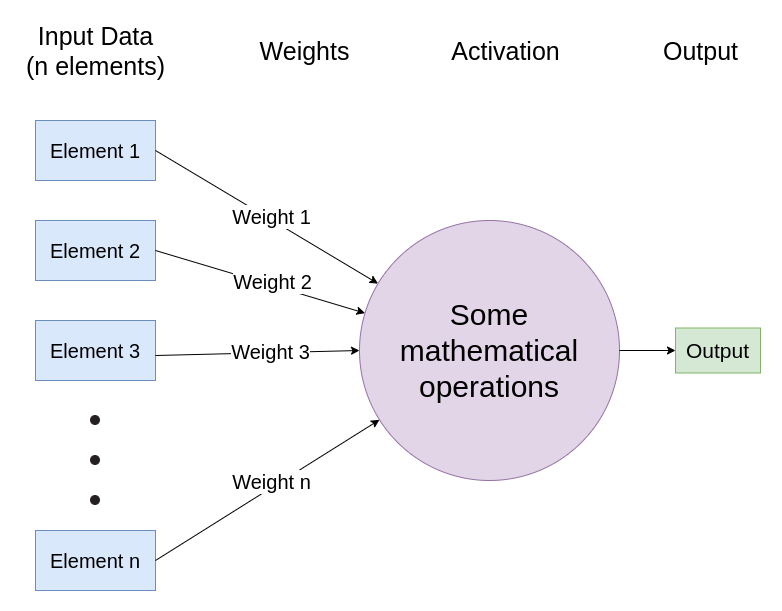 Input Data
(n elements)
Weights
Activation
Output
Element 1
Weight 1
Element 2
Weight 2
Element 3
Weight 3
Some
mathematical
operations
Output
Weight n
Element n